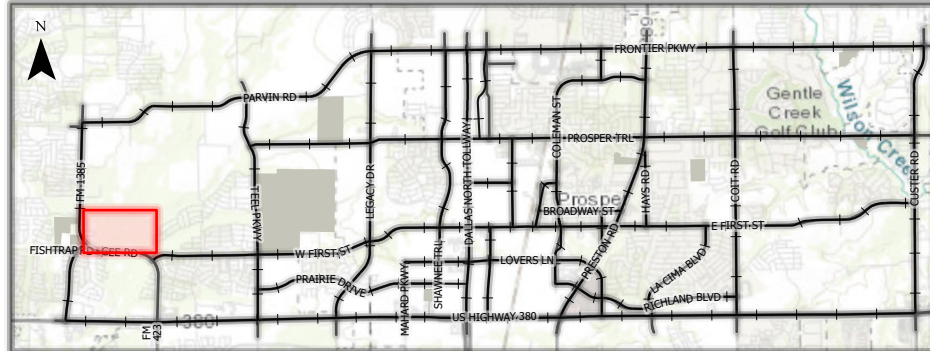 N
FRONTIER PKWY
PARVIN RD
Gentle
Creek
Golf Club
Wilson Creek
COLEMAN ST
PROSPER TRL
DALLAS NORTH TOLLWAY
FM 1385
TEEL PKWY
LEGACY DR
HAYS RD
COIT RD
CUSTER RD
Prosper
BROADWAY ST
E FIRST ST
FISHTRAP RD
GEE RD
W FIRST ST
SHAWNEE TRL
PRESTON RD
LOVERS LN
LA CIMA BLVD
PRAIRIE DRIVE
MAHARD PKWY
RICHLAND BLVD
US HIGHWAY 380
FM
423
380